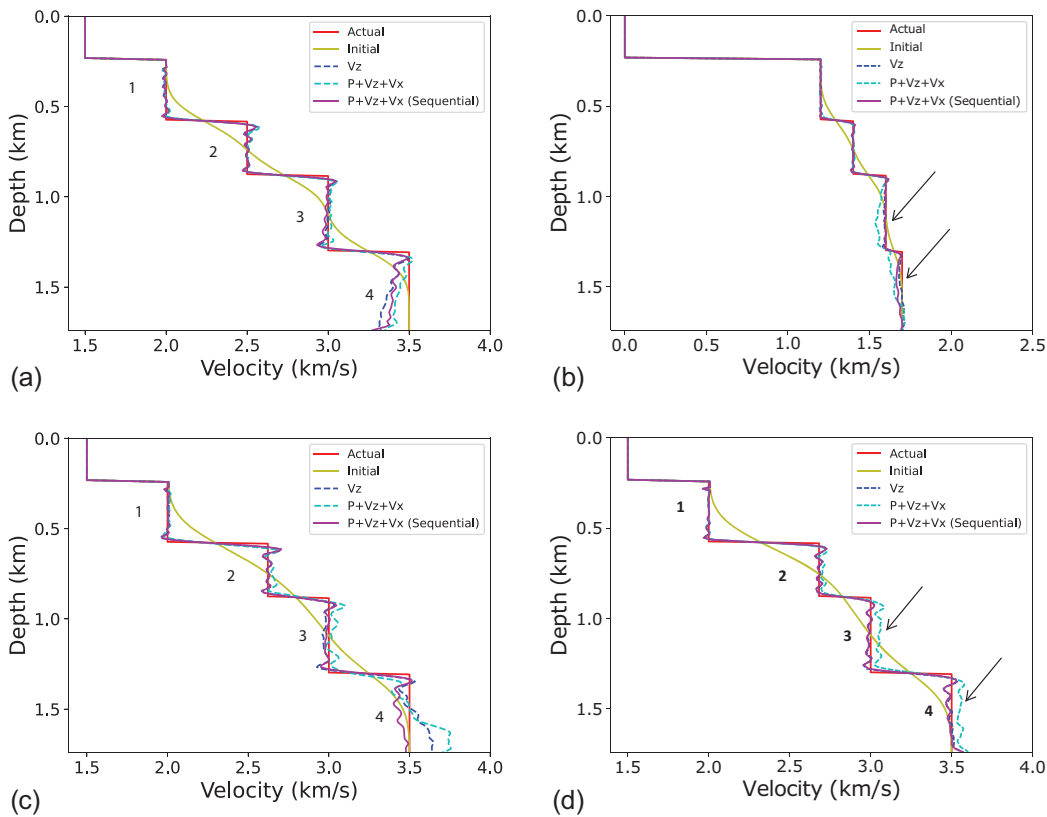 0.0
0.5
1.0
1.5
Depth (km)
1.5 2.0 2.5 3.0 3.5 4.0
Velocity (km/s)
Actual
Initial
Vz
P+Vz+Vx
P+Vz+Vx (Sequential)
1
2
3
4
(a)
0.0
0.5
1.0
1.5
Depth (km)
0.0 0.5 1.0 1.5 2.0 2.5
Velocity (km/s)
Actual
Initial
Vz
P+Vz+Vx
P+Vz+Vx (Sequential)
(b)
0.0
0.5
1.0
1.5
Depth (km)
1.5 2.0 2.5 3.0 3.5 4.0
Velocity (km/s)
Actual
Initial
Vz
P+Vz+Vx
P+Vz+Vx (Sequential)
1
2
3
4
(c)
0.0
0.5
1.0
1.5
Depth (km)
1.5 2.0 2.5 3.0 3.5 4.0
Velocity (km/s)
Actual
Initial
Vz
P+Vz+Vx
P+Vz+Vx (Sequential)
1
2
3
4
(d)